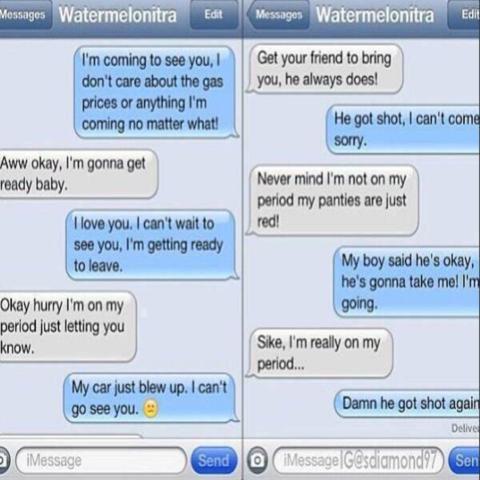 Messages Watermelonitra Edit
I'm coming to see you, I
don't care about the gas
prices or anything I'm
coming no matter what!
Aww okay, I'm gonna get
ready baby.
I love you. I can't wait to
see you, I'm getting ready
to leave.
Okay hurry I'm on my
period just letting you
know.
My car just blew up. I can't
go see you. 😕
iMessage Send
Messages Watermelonitra Edit
Get your friend to bring
you, he always does!
He got shot, I can't come
sorry.
Never mind I'm not on my
period my panties are just
red!
My boy said he's okay,
he's gonna take me! I'm
going.
Sike, I'm really on my
period...
Damn he got shot again
Delive
iMessage IG@sdiamond97 Sen